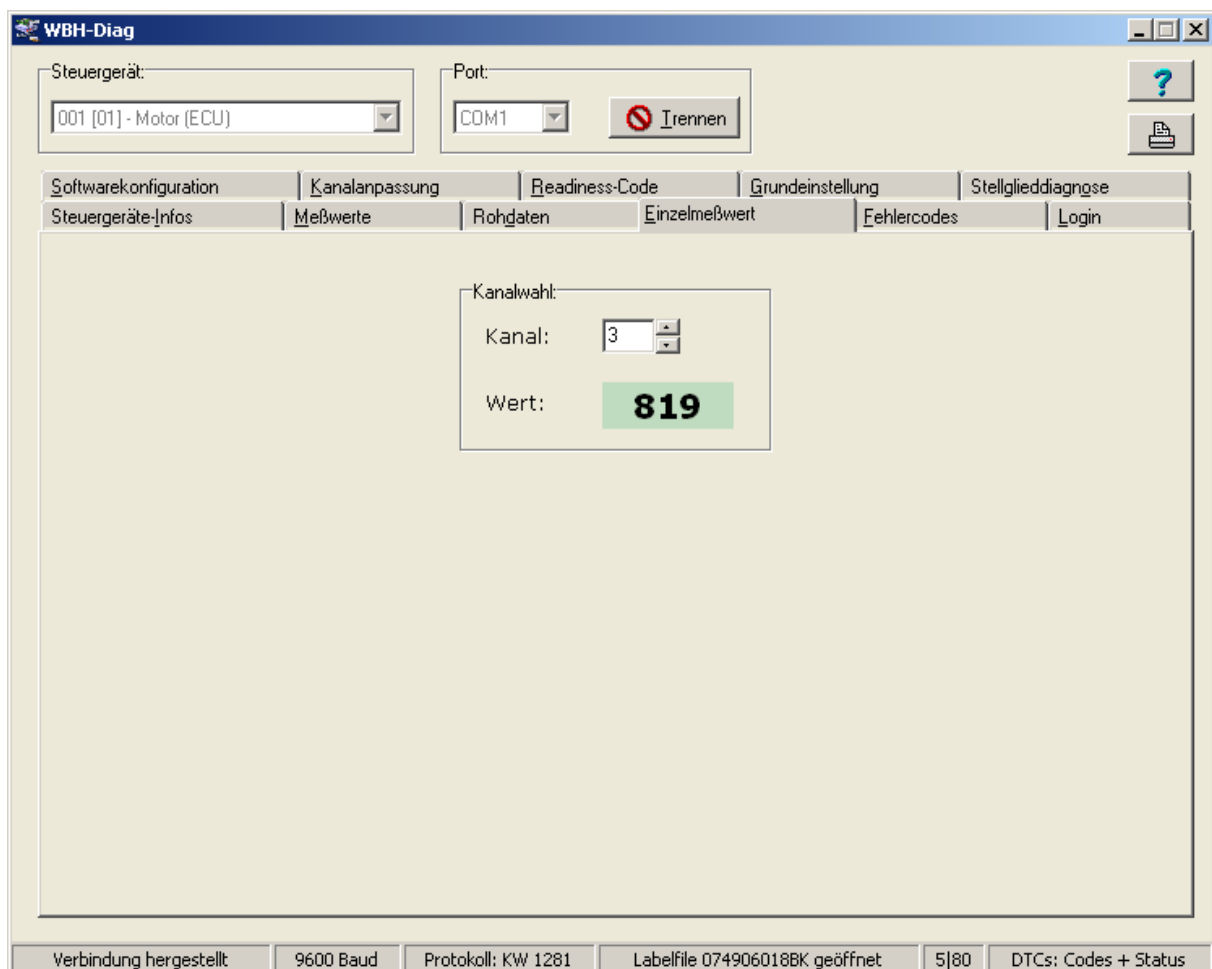 WBH-Diag
Steuergerät:
Port:
001 [01] - Motor (ECU)
COM1
Trennen
?
Softwarekonfiguration
Kanalanpassung
Readiness-Code
Grundeinstellung
Stellglieddiagnose
Steuergeräte-Infos
Meßwerte
Rohdaten
Einzelmeßwert
Fehlercodes
Login
Kanalwahl:
Kanal: 3
Wert: 819
Verbindung hergestellt
9600 Baud
Protokoll: KW 1281
Labelfile 074906018BK geöffnet
5|80
DTCs: Codes + Status